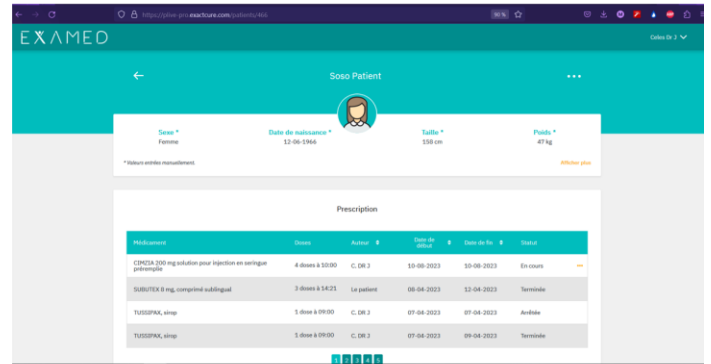 https://plive-pro.exactcure.com/patients/466
90 %
EXAMED
Celes Dr J
Soso Patient
Sexe * Date de naissance * Taille * Poids *
Femme 12-06-1966 158 cm 47 kg
* Valeurs entrées manuellement. Afficher plus
Prescription
Médicament Doses Auteur Date de début Date de fin Statut
CIMZIA 200 mg solution pour injection en seringue préremplie 4 doses à 10:00 C. DR J 10-08-2023 10-08-2023 En cours
SUBUTEX 8 mg, comprimé sublingual 3 doses à 14:21 Le patient 08-04-2023 12-04-2023 Terminée
TUSSIPAX, sirop 1 dose à 09:00 C. DR J 07-04-2023 07-04-2023 Arrêtée
TUSSIPAX, sirop 1 dose à 09:00 C. DR J 07-04-2023 09-04-2023 Terminée
1 2 3 4 5